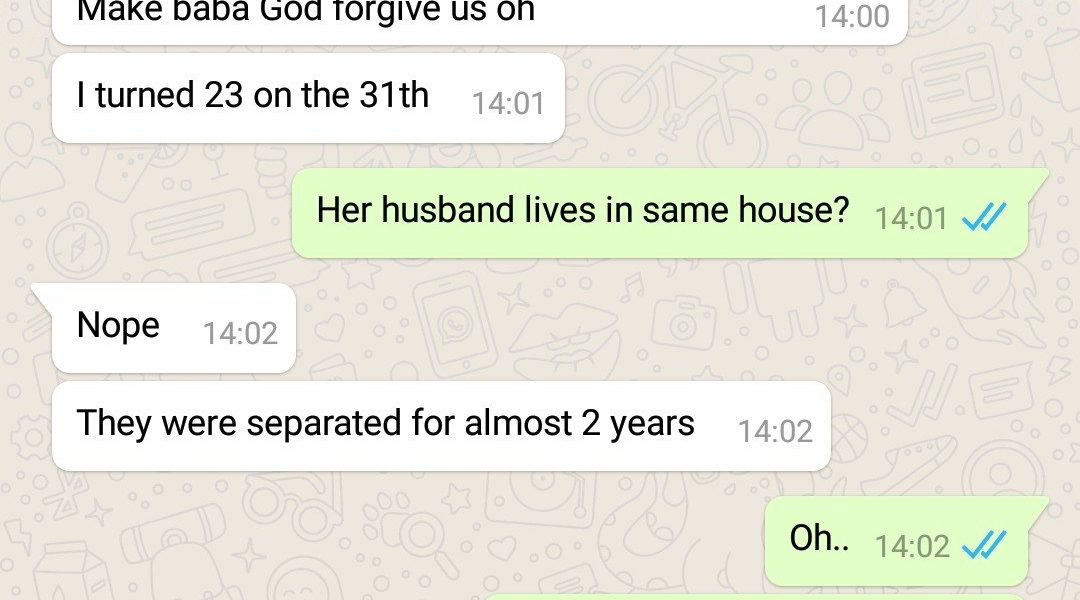 Make baba God forgive us oh 14:00
I turned 23 on the 31th 14:01
Her husband lives in same house? 14:01
Nope 14:02
They were separated for almost 2 years 14:02
Oh.. 14:02